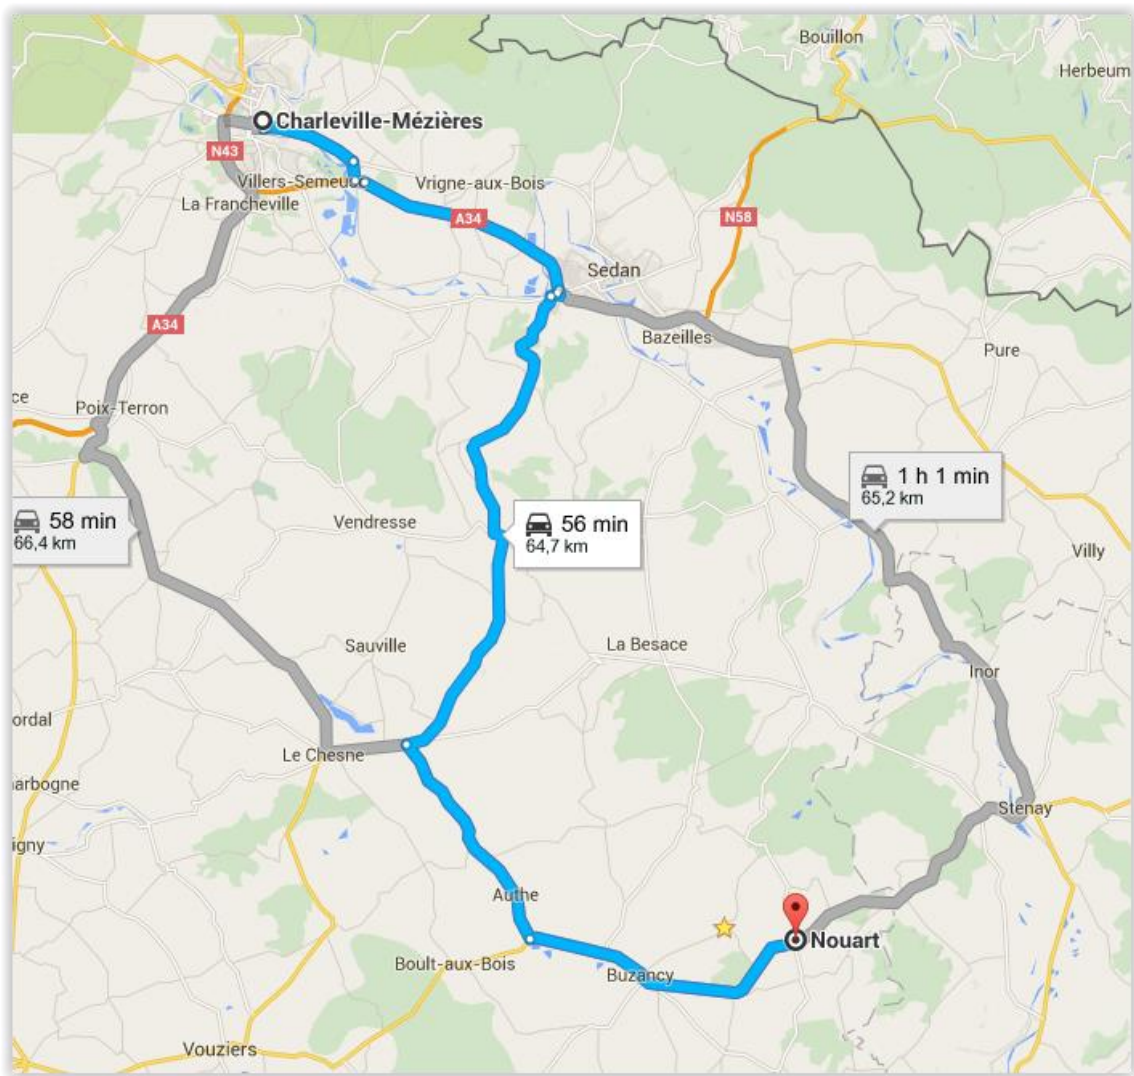 Bouillon
Herbeum
Charleville-Mézières
N43
Villers-Semeu
Vrigne-aux-Bois
La Francheville
A34
N58
Sedan
A34
Bazeilles
Pure
ce
Poix-Terron
1 h 1 min
65,2 km
58 min
66,4 km
Vendresse
56 min
64,7 km
Villy
Sauville
La Besace
Inor
ordal
Le Chesne
arbogne
Stenay
igny
Authe
Nouart
Boult-aux-Bois
Buzancy
Vouziers